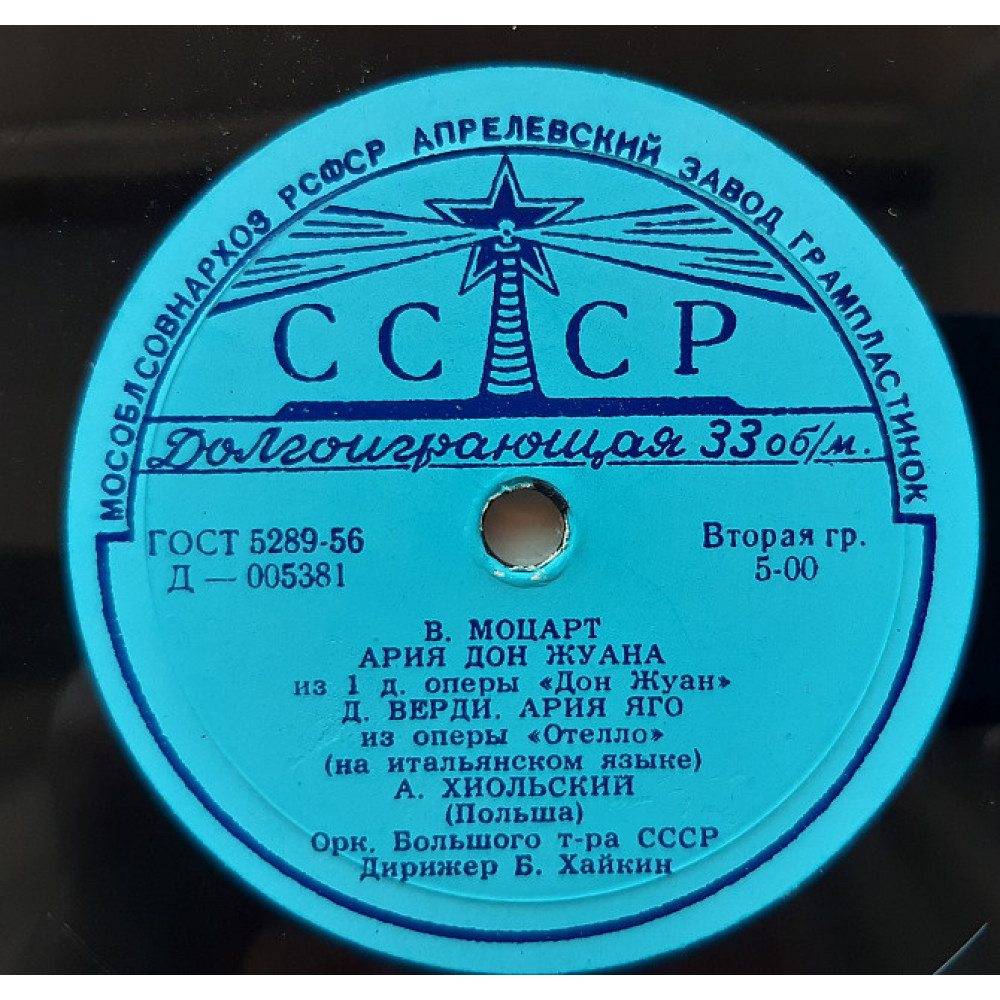 МОСОБЛСОВНАРХОЗ РСФСР АПРЕЛЕВСКИЙ ЗАВОД ГРАМПЛАСТИНОК
СССР
Долгоиграющая 33 об/м.
ГОСТ 5289-56
Д — 005381
Вторая гр.
5-00
В. МОЦАРТ
АРИЯ ДОН ЖУАНА
из 1 д. оперы «Дон Жуан»
Д. ВЕРДИ. АРИЯ ЯГО
из оперы «Отелло»
(на итальянском языке)
А. ХИОЛЬСКИЙ
(Польша)
Орк. Большого т-ра СССР
Дирижер Б. Хайкин